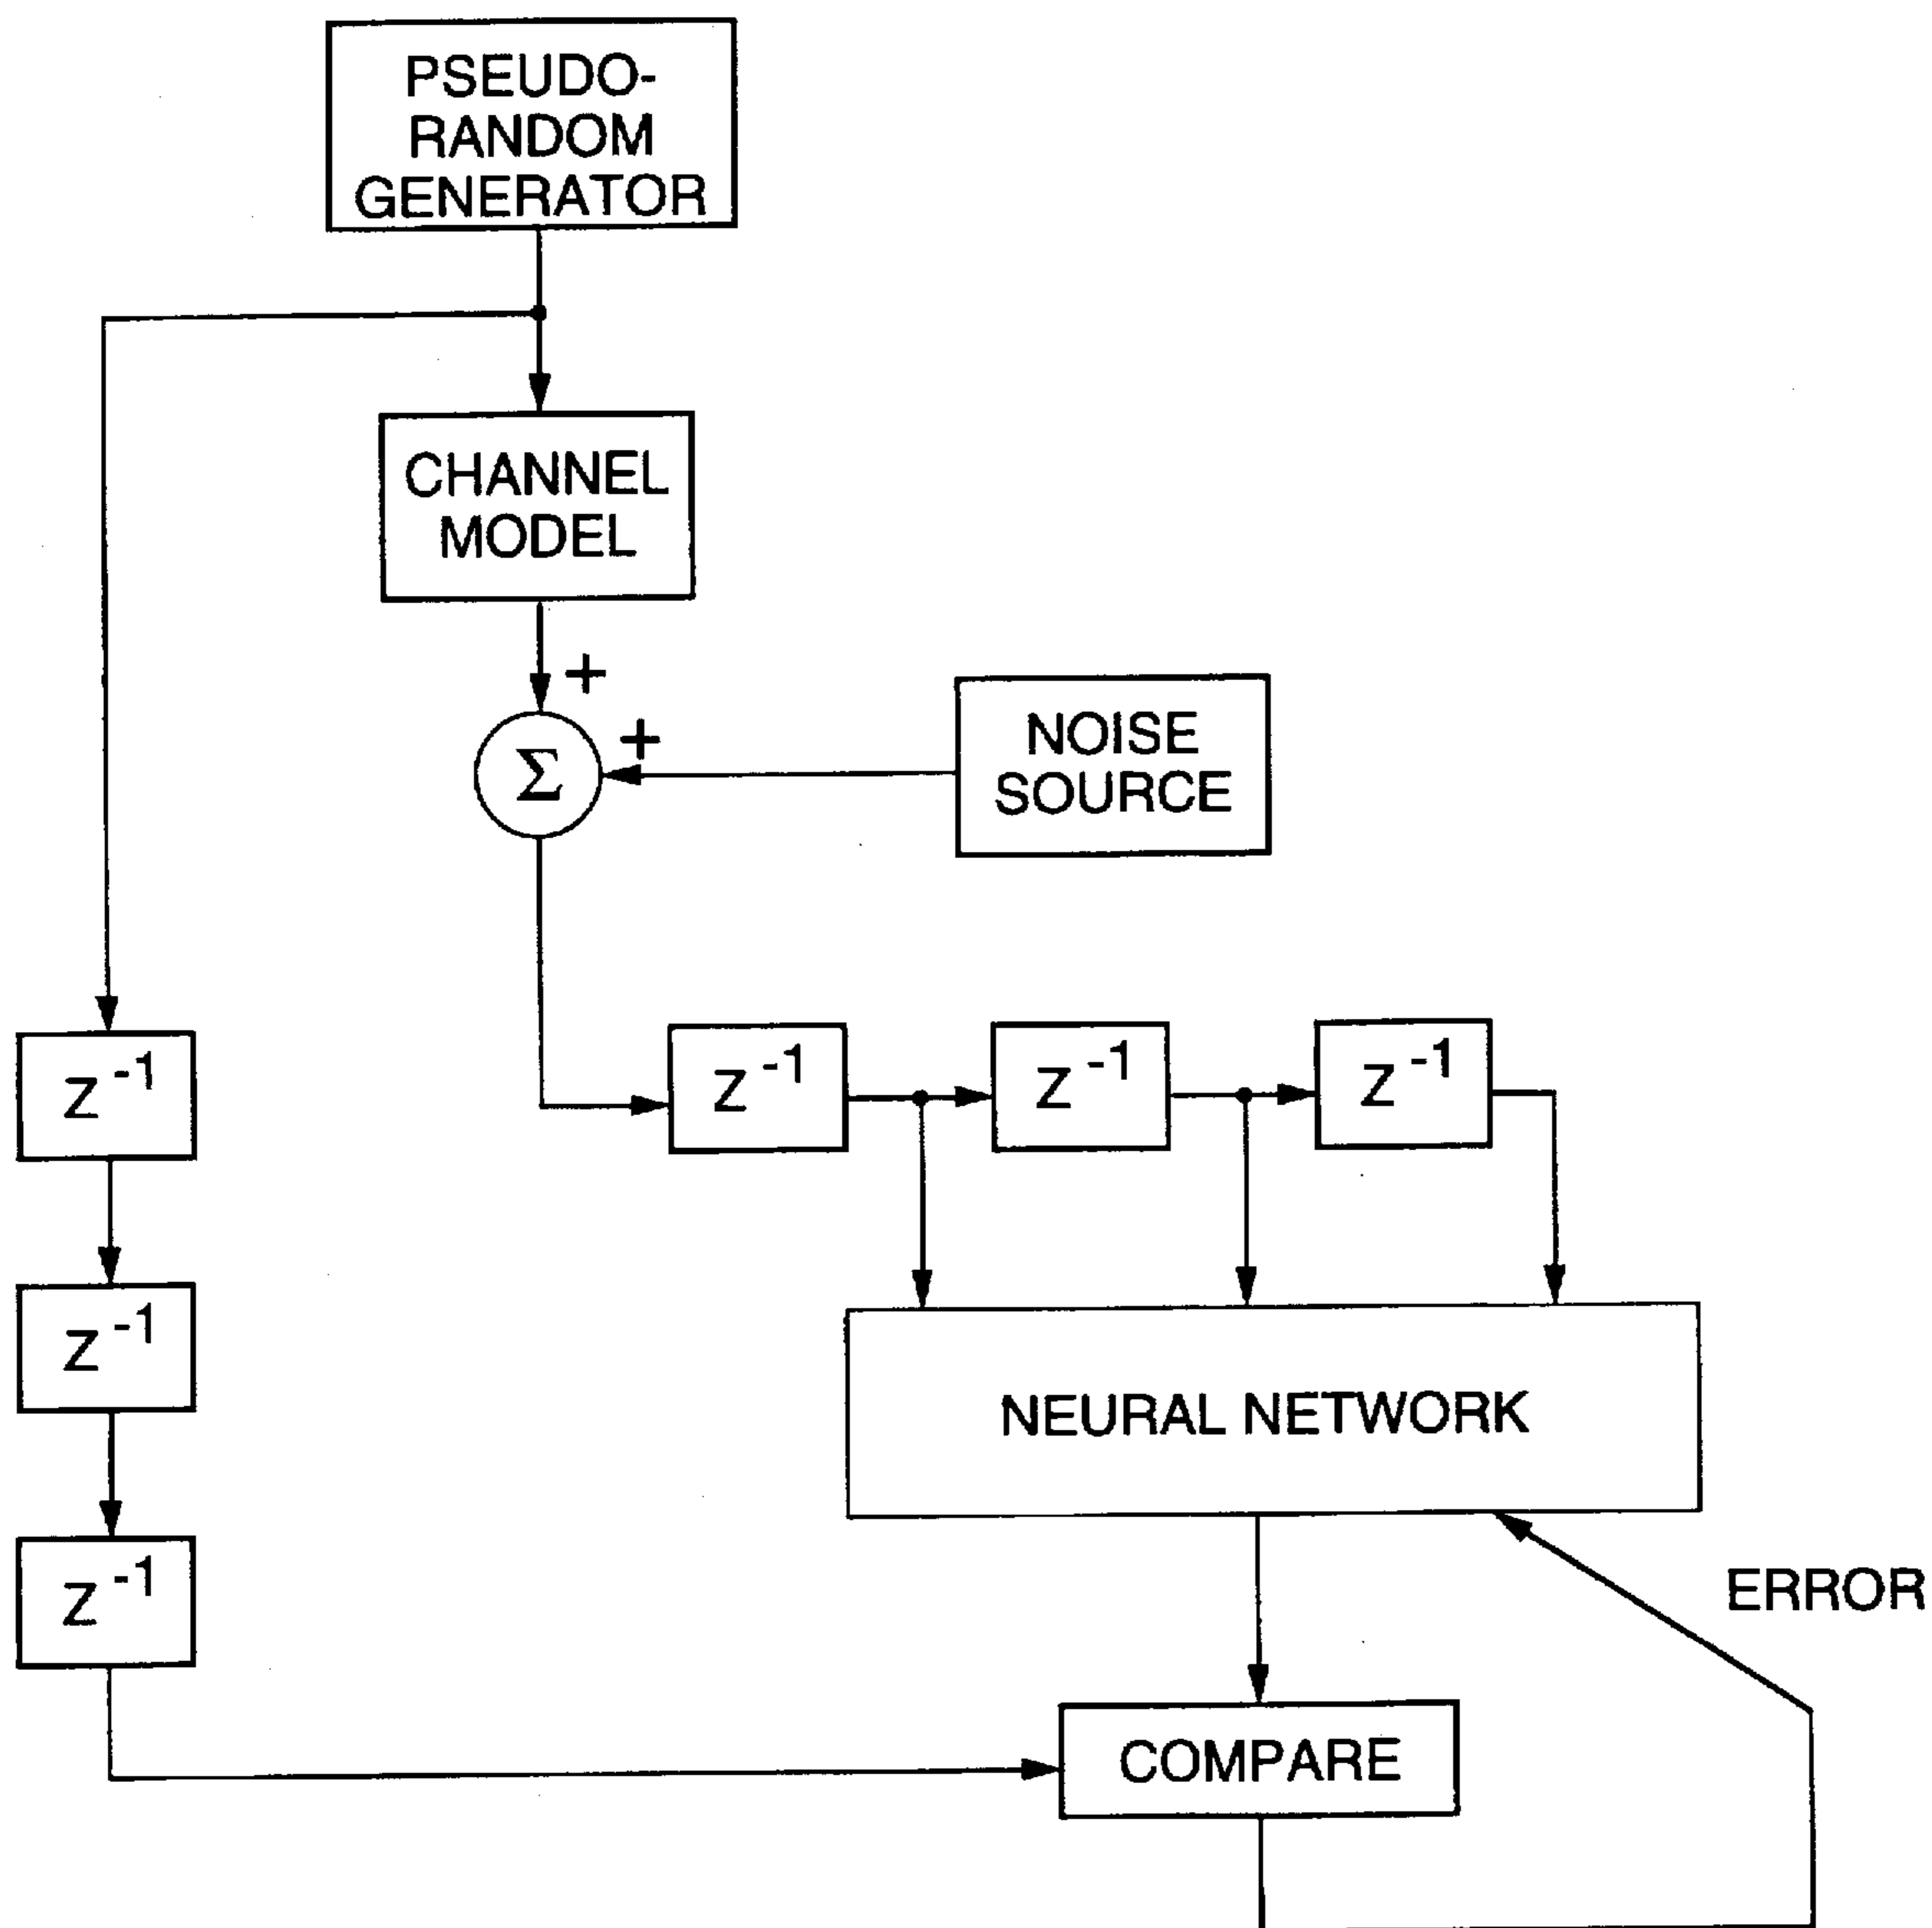 PSEUDO-
RANDOM
GENERATOR
CHANNEL
MODEL
+
+
Σ
NOISE
SOURCE
Z -1
Z -1
Z -1
Z -1
Z -1
Z -1
NEURAL NETWORK
ERROR
COMPARE